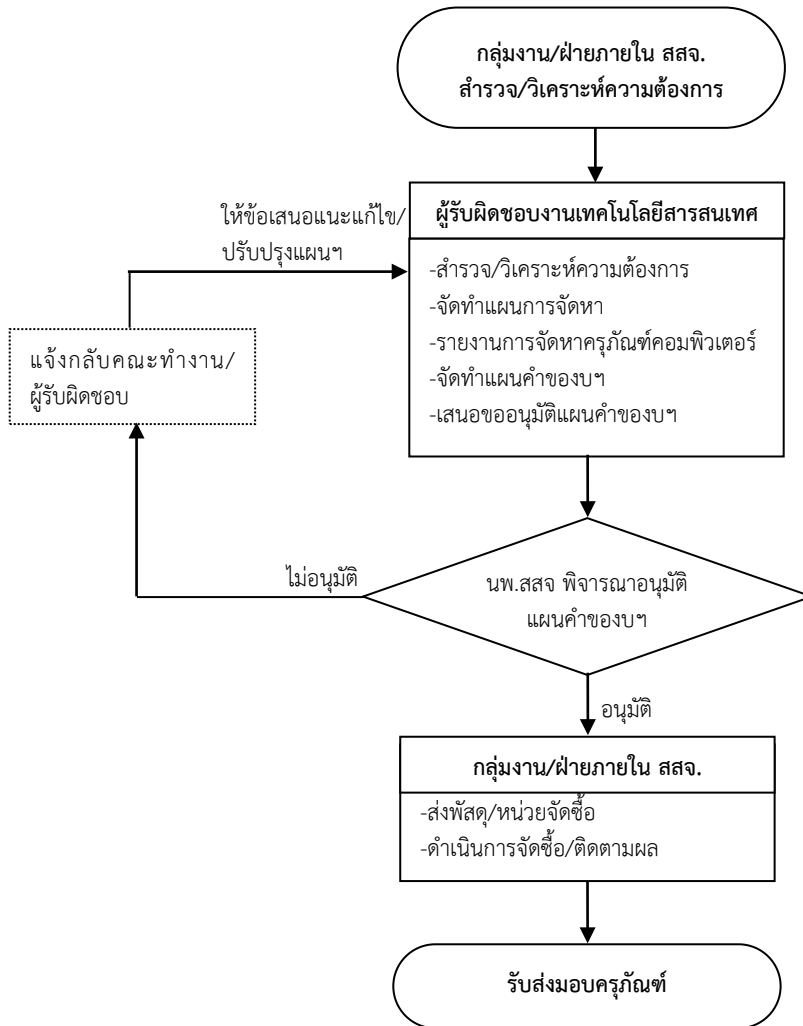 กลุ่มงาน/ฝ่ายภายใน สสจ.
สำรวจ/วิเคราะห์ความต้องการ
ผู้รับผิดชอบงานเทคโนโลยีสารสนเทศ
-สำรวจ/วิเคราะห์ความต้องการ
-จัดทำแผนการจัดหา
-รายงานการจัดหาครุภัณฑ์คอมพิวเตอร์
-จัดทำแผนคำของบฯ
-เสนอขออนุมัติแผนคำของบฯ
ให้ข้อเสนอแนะแก้ไข/
ปรับปรุงแผนฯ
แจ้งกลับคณะทำงาน/
ผู้รับผิดชอบ
ไม่อนุมัติ
นพ.สสจ พิจารณาอนุมัติ
แผนคำของบฯ
อนุมัติ
กลุ่มงาน/ฝ่ายภายใน สสจ.
-ส่งพัสดุ/หน่วยจัดซื้อ
-ดำเนินการจัดซื้อ/ติดตามผล
รับส่งมอบครุภัณฑ์